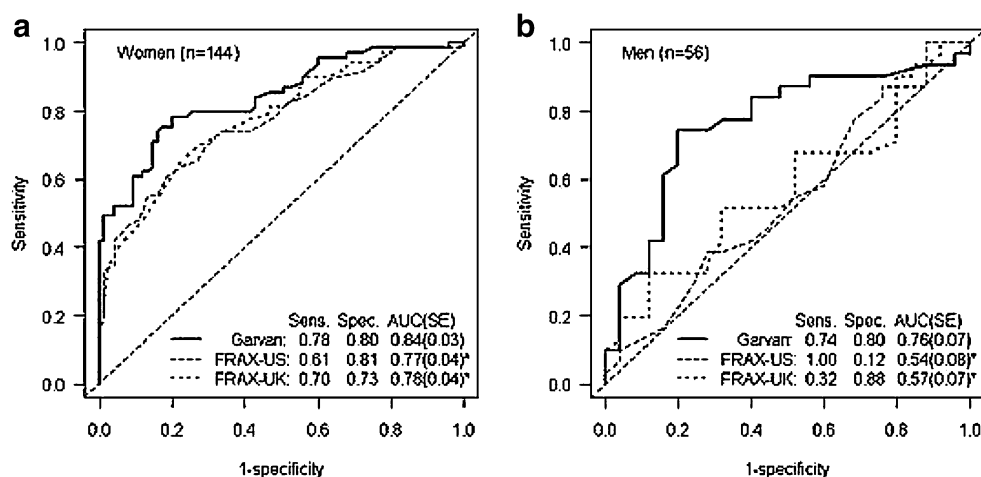 a
Women (n=144)
Sensitivity
1.0
0.8
0.6
0.4
0.2
0.0
Sens. Spec. AUC(SE)
Garvan: 0.78 0.80 0.84(0.03)
FRAX-US: 0.61 0.81 0.77(0.04)*
FRAX-UK: 0.70 0.73 0.78(0.04)*
0.0 0.2 0.4 0.6 0.8 1.0
1-specificity
b
Men (n=56)
Sensitivity
1.0
0.8
0.6
0.4
0.2
0.0
Sens. Spec. AUC(SE)
Garvan: 0.74 0.80 0.76(0.07)
FRAX-US: 1.00 0.12 0.54(0.08)*
FRAX-UK: 0.32 0.88 0.57(0.07)*
0.0 0.2 0.4 0.6 0.8 1.0
1-specificity